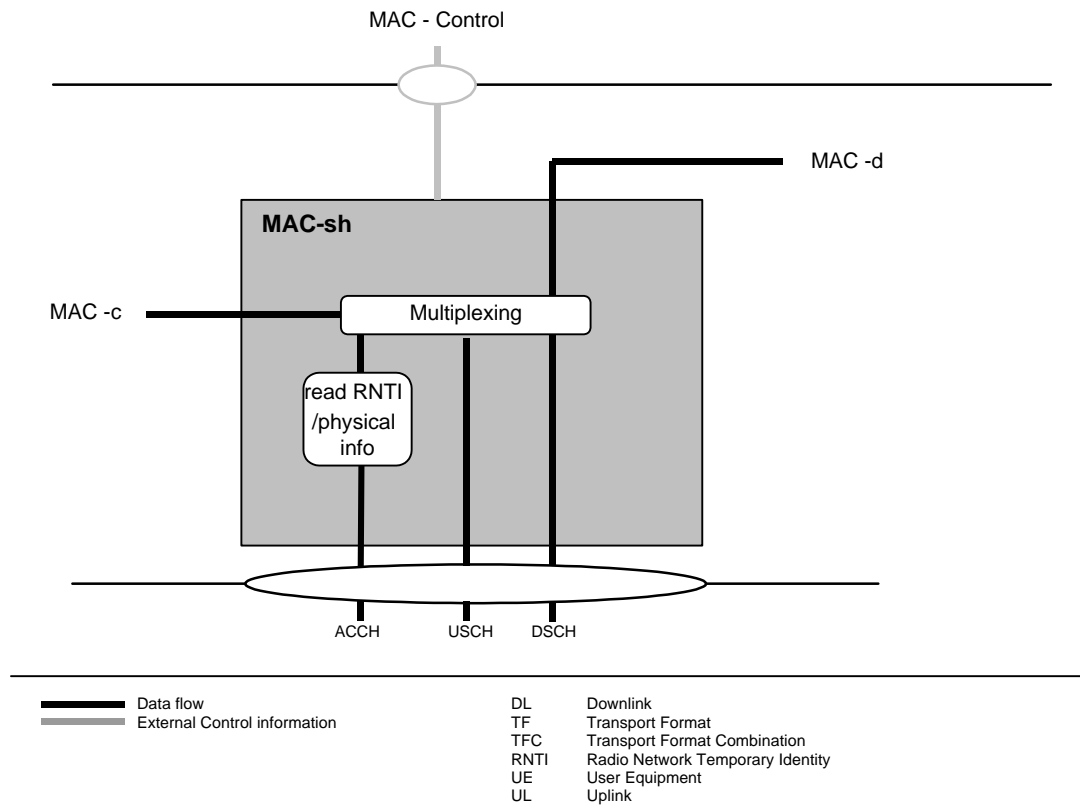 MAC - Control
MAC -d
MAC-sh
MAC -c
Multiplexing
read RNTI
/physical
info
ACCH USCH DSCH
Data flow
External Control information
DL Downlink
TF Transport Format
TFC Transport Format Combination
RNTI Radio Network Temporary Identity
UE User Equipment
UL Uplink